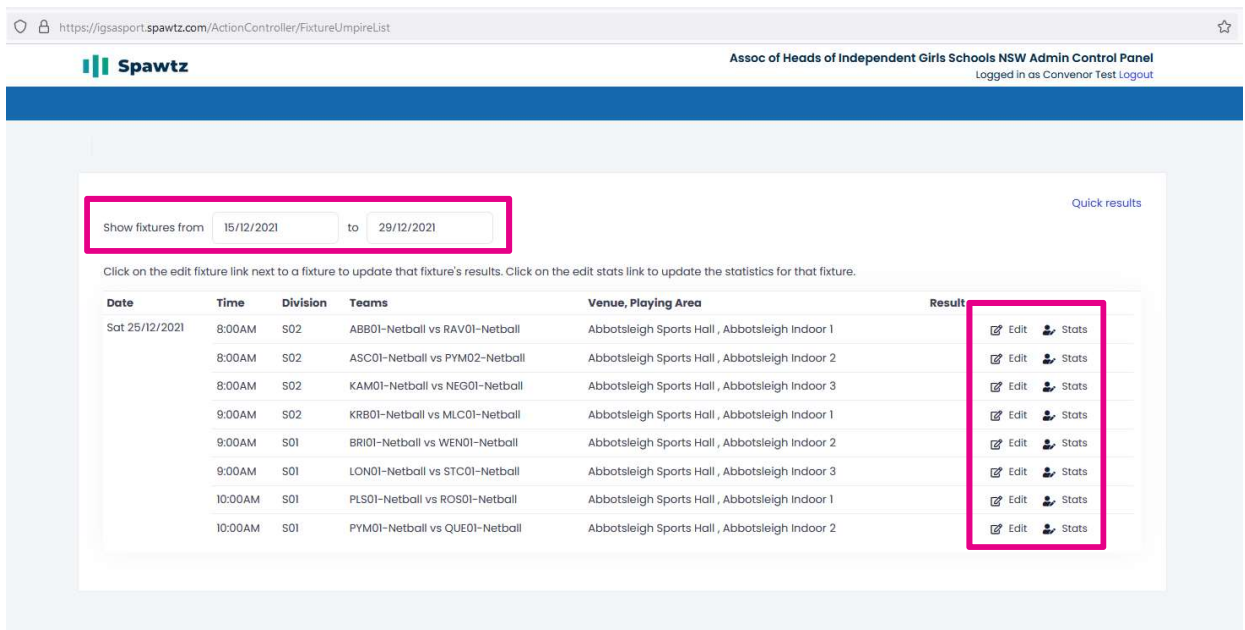 https://igsasport.spawtz.com/ActionController/FixtureUmpireList
Spawtz
Assoc of Heads of Independent Girls Schools NSW Admin Control Panel
Logged in as Convenor Test Logout
Quick results
Show fixtures from 15/12/2021 to 29/12/2021
Click on the edit fixture link next to a fixture to update that fixture's results. Click on the edit stats link to update the statistics for that fixture.
Date Time Division Teams Venue, Playing Area Result
Sat 25/12/2021 8:00AM S02 ABB01-Netball vs RAV01-Netball Abbotsleigh Sports Hall , Abbotsleigh Indoor 1 Edit Stats
8:00AM S02 ASC01-Netball vs PYM02-Netball Abbotsleigh Sports Hall , Abbotsleigh Indoor 2 Edit Stats
8:00AM S02 KAM01-Netball vs NEG01-Netball Abbotsleigh Sports Hall , Abbotsleigh Indoor 3 Edit Stats
9:00AM S02 KRB01-Netball vs MLC01-Netball Abbotsleigh Sports Hall , Abbotsleigh Indoor 1 Edit Stats
9:00AM S01 BRI01-Netball vs WEN01-Netball Abbotsleigh Sports Hall , Abbotsleigh Indoor 2 Edit Stats
9:00AM S01 LON01-Netball vs STC01-Netball Abbotsleigh Sports Hall , Abbotsleigh Indoor 3 Edit Stats
10:00AM S01 PLS01-Netball vs ROS01-Netball Abbotsleigh Sports Hall , Abbotsleigh Indoor 1 Edit Stats
10:00AM S01 PYM01-Netball vs QUE01-Netball Abbotsleigh Sports Hall , Abbotsleigh Indoor 2 Edit Stats